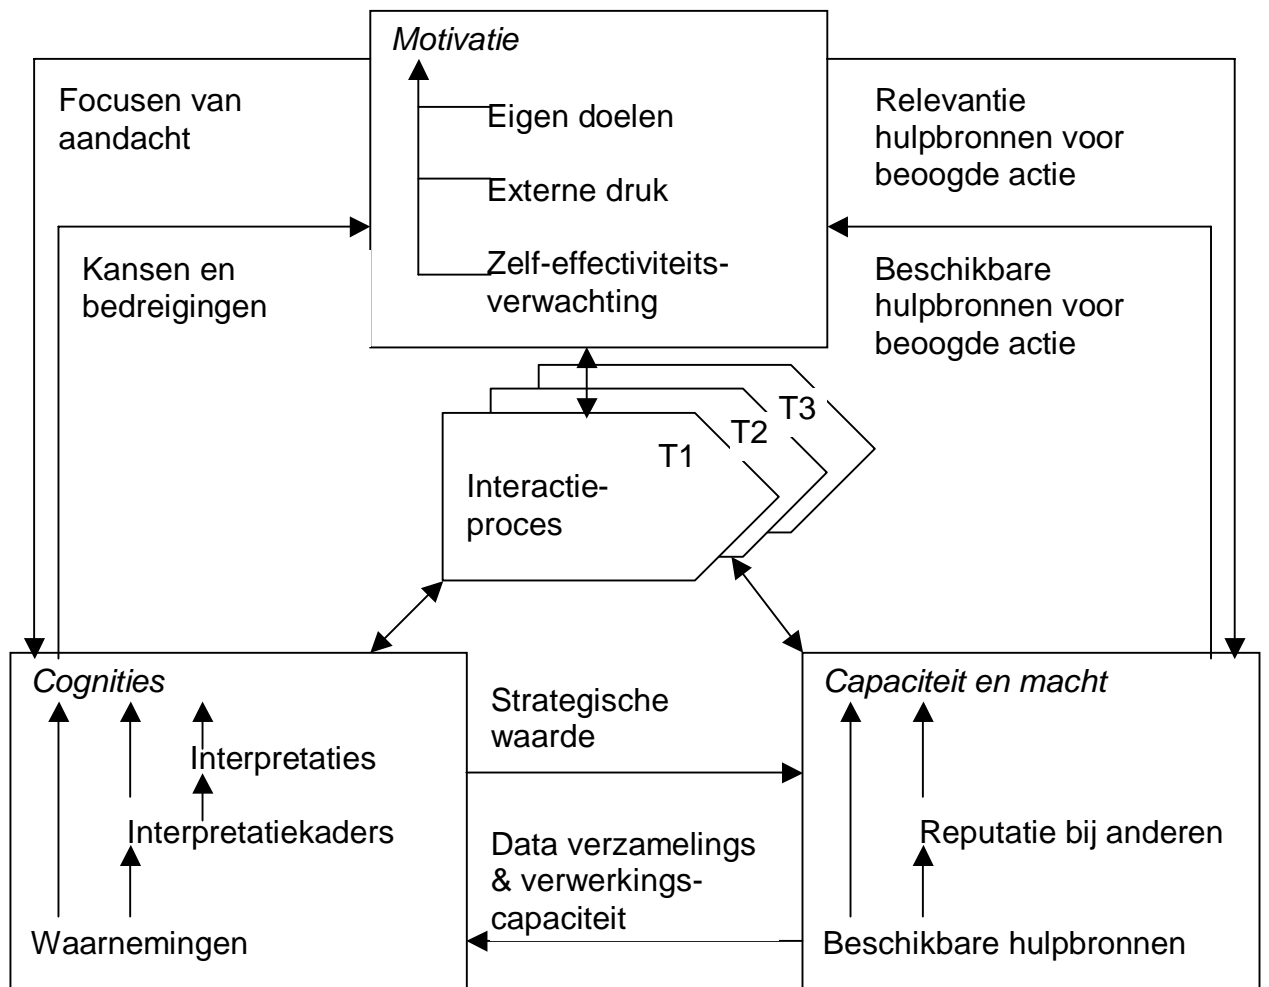 Motivatie
Eigen doelen
Externe druk
Zelf-effectiviteits-
verwachting
Focusen van
aandacht
Kansen en
bedreigingen
Relevantie
hulpbronnen voor
beoogde actie
Beschikbare
hulpbronnen voor
beoogde actie
T3
T2
T1
Interactie-
proces
Cognities
Interpretaties
Interpretatiekaders
Waarnemingen
Strategische
waarde
Data verzamelings
& verwerkings-
capaciteit
Capaciteit en macht
Reputatie bij anderen
Beschikbare hulpbronnen